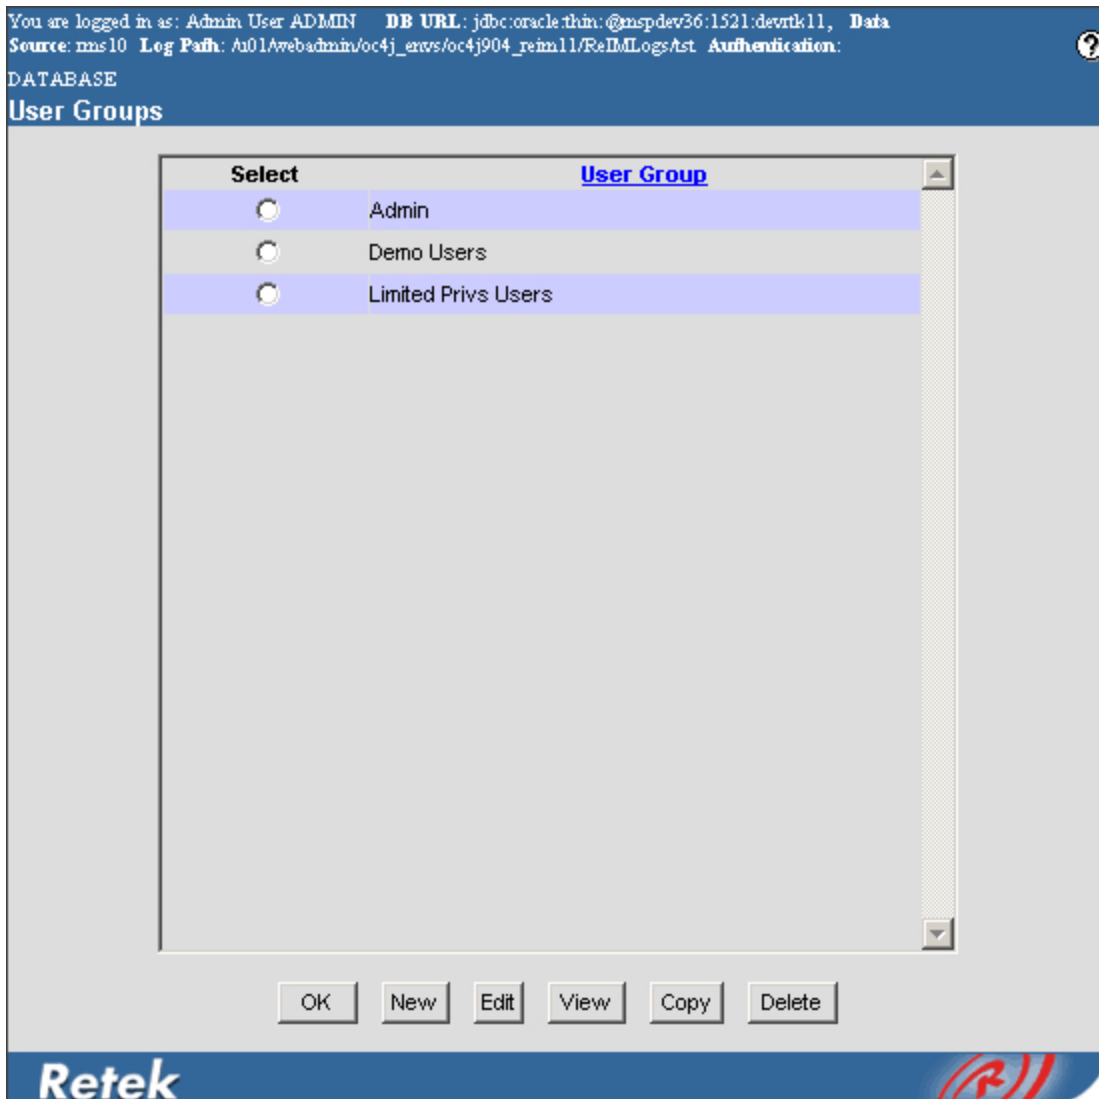 You are logged in as: Admin User ADMIN DB URL: jdbc:oracle:thin:@mspdev36:1521:devrtk11, Data
Source: rms10 Log Path: /u01/webadmin/oc4j_envs/oc4j904_reim11/ReIMLogs/tst Authentication:
DATABASE
User Groups
Select User Group
Admin
Demo Users
Limited Privs Users
OK New Edit View Copy Delete
Retek